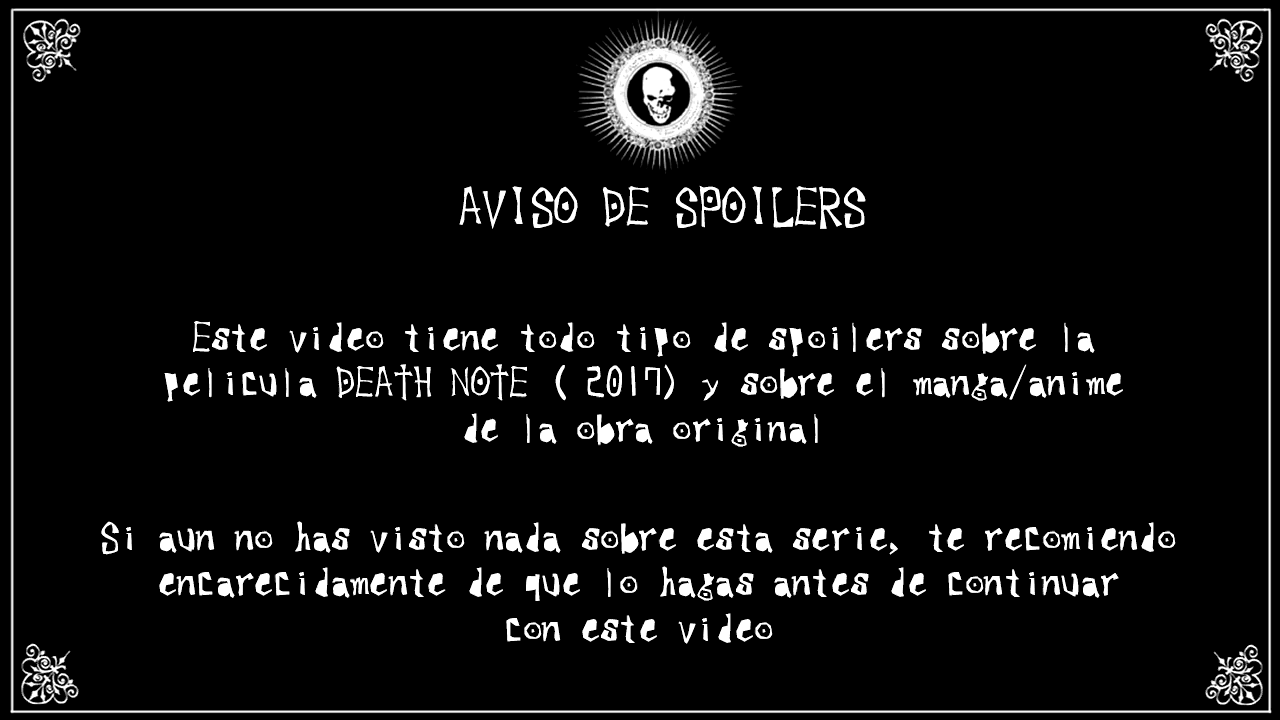 AVISO DE SPOILERS
Este video tiene todo tipo de spoilers sobre la
pelicula DEATH NOTE ( 2017) y sobre el manga/anime
de la obra original
Si aun no has visto nada sobre esta serie, te recomiendo
encarecidamente de que lo hagas antes de continuar
con este video